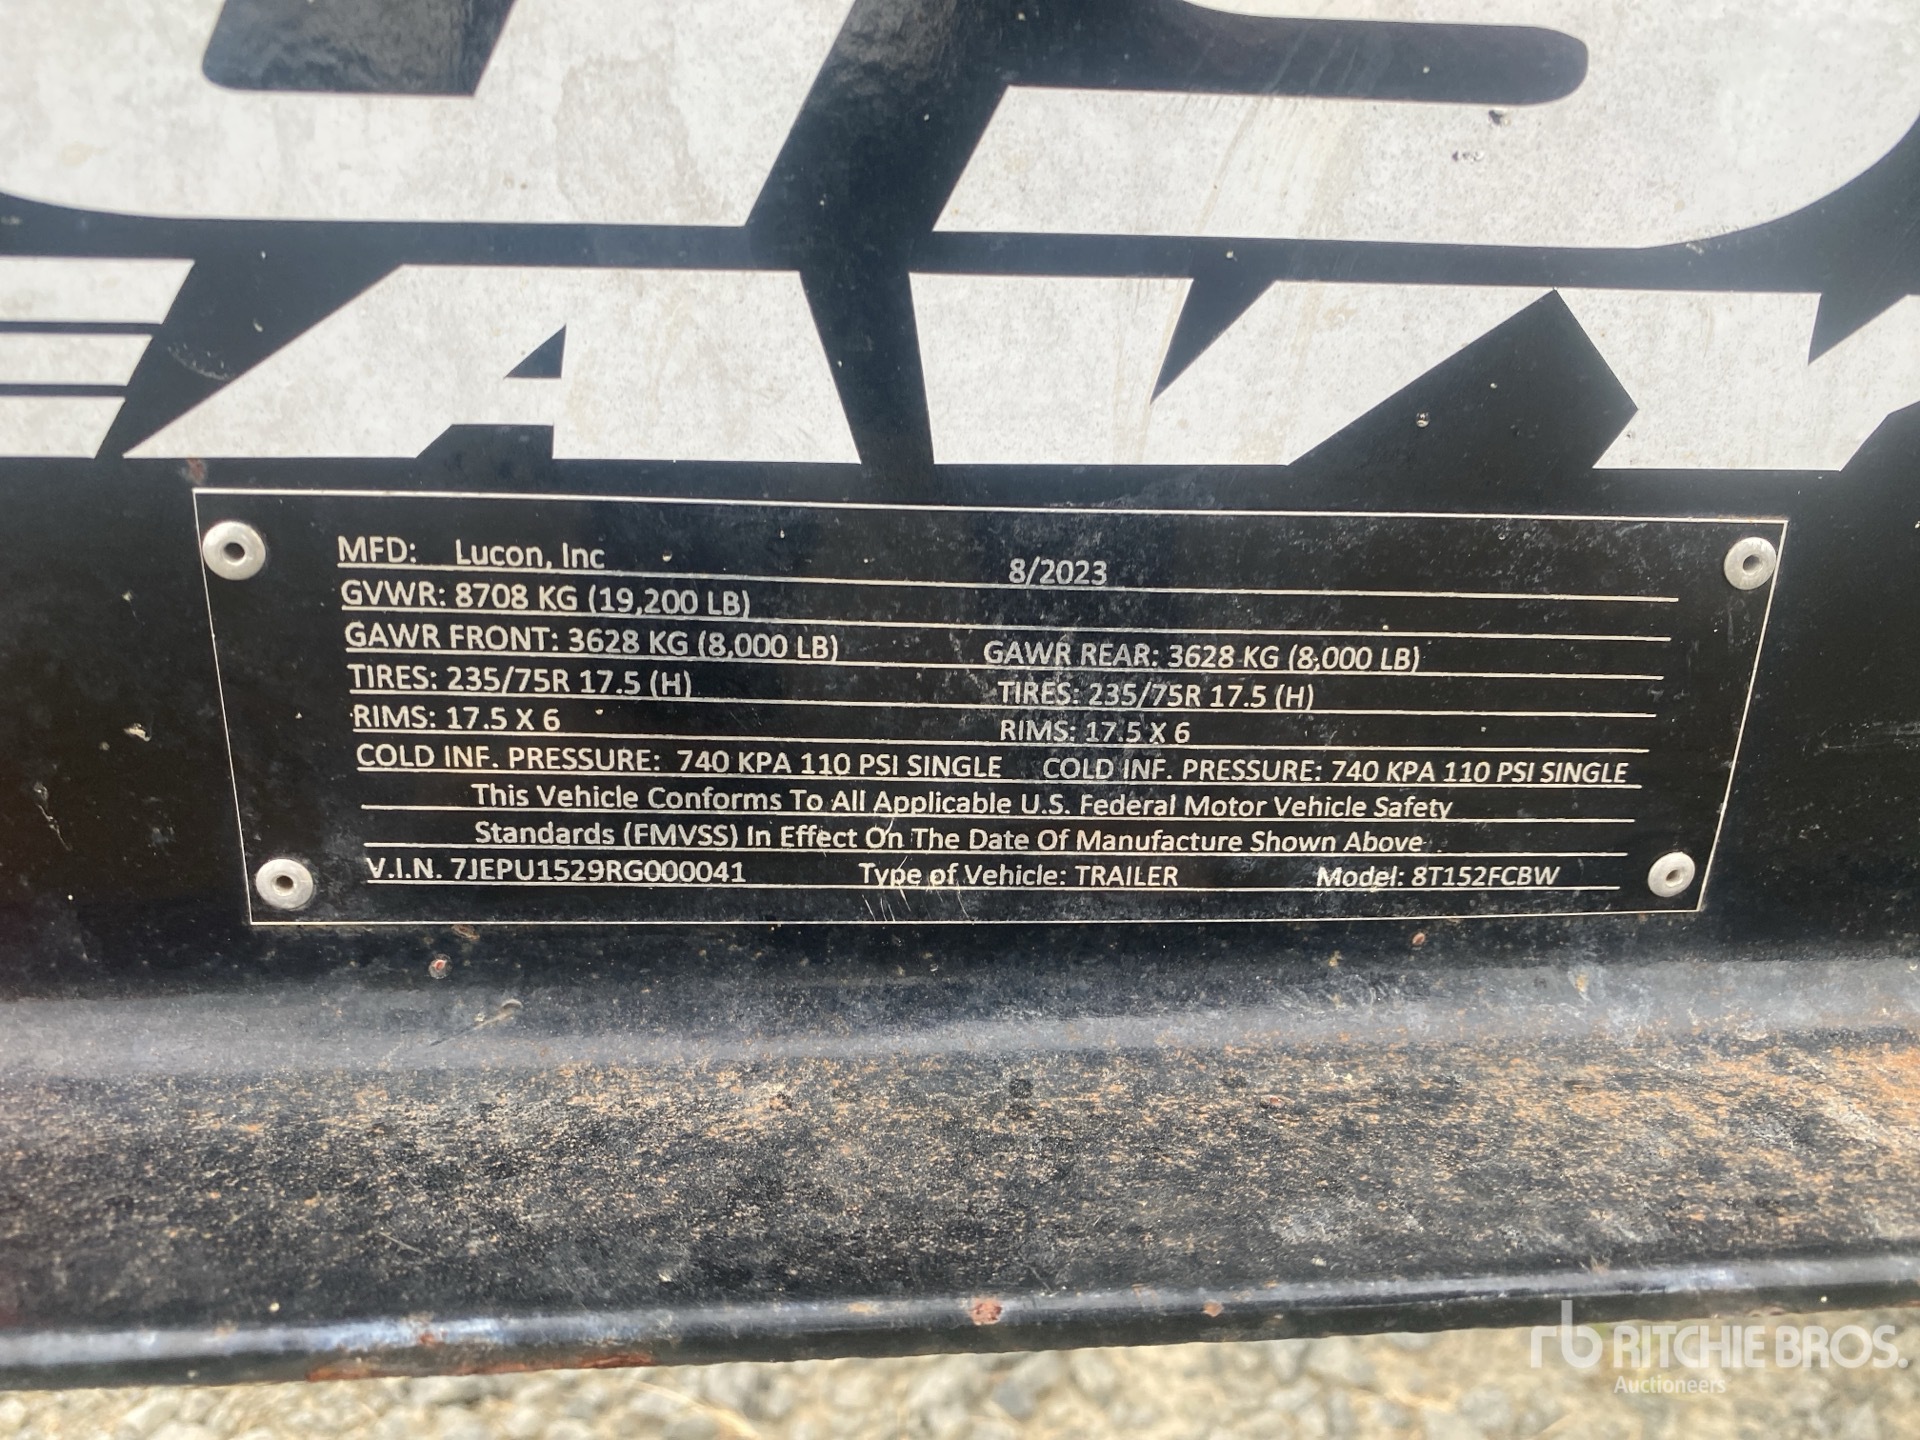 MFD: Lucon, Inc 8/2023
GVWR: 8708 KG (19,200 LB)
GAWR FRONT: 3628 KG (8,000 LB) GAWR REAR: 3628 KG (8,000 LB)
TIRES: 235/75R 17.5 (H) TIRES: 235/75R 17.5 (H)
RIMS: 17.5 X 6 RIMS: 17.5 X 6
COLD INF. PRESSURE: 740 KPA 110 PSI SINGLE COLD INF. PRESSURE: 740 KPA 110 PSI SINGLE
This Vehicle Conforms To All Applicable U.S. Federal Motor Vehicle Safety
Standards (FMVSS) In Effect On The Date Of Manufacture Shown Above
V.I.N. 7JEPU1529RG000041 Type of Vehicle: TRAILER Model: 8T152FCBW
rb RITCHIE BROS.
Auctioneers